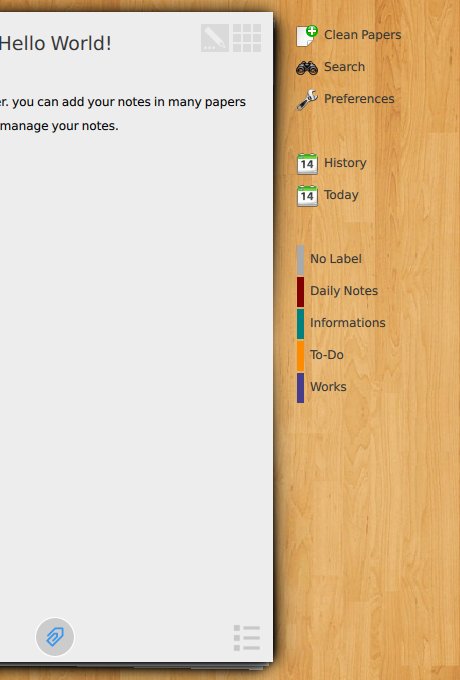 Hello World!
r. you can add your notes in many papers
manage your notes.
Clean Papers
Search
Preferences
14
History
14
Today
No Label
Daily Notes
Informations
To-Do
Works